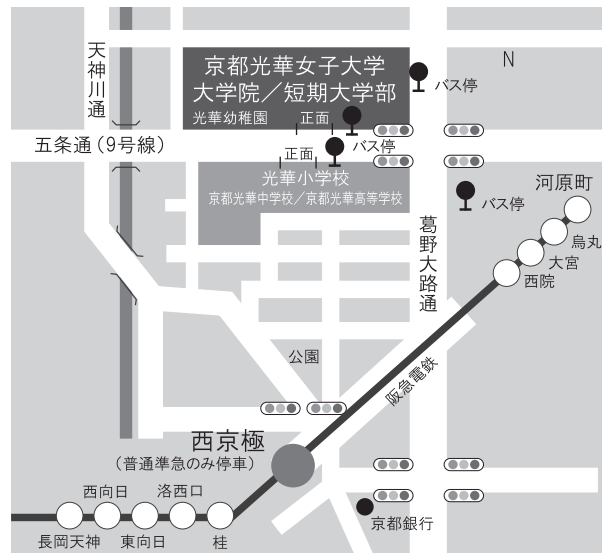 天神川通
京都光華女子大学
大学院／短期大学部
光華幼稚園
正面
N
バス停
五条通（9号線）
正面
バス停
光華小学校
京都光華中学校／京都光華高等学校
バス停
河原町
烏丸
大宮
西院
葛野大路通
公園
阪急電鉄
西京極
（普通準急のみ停車）
西向日
洛西口
長岡天神
東向日
桂
京都銀行